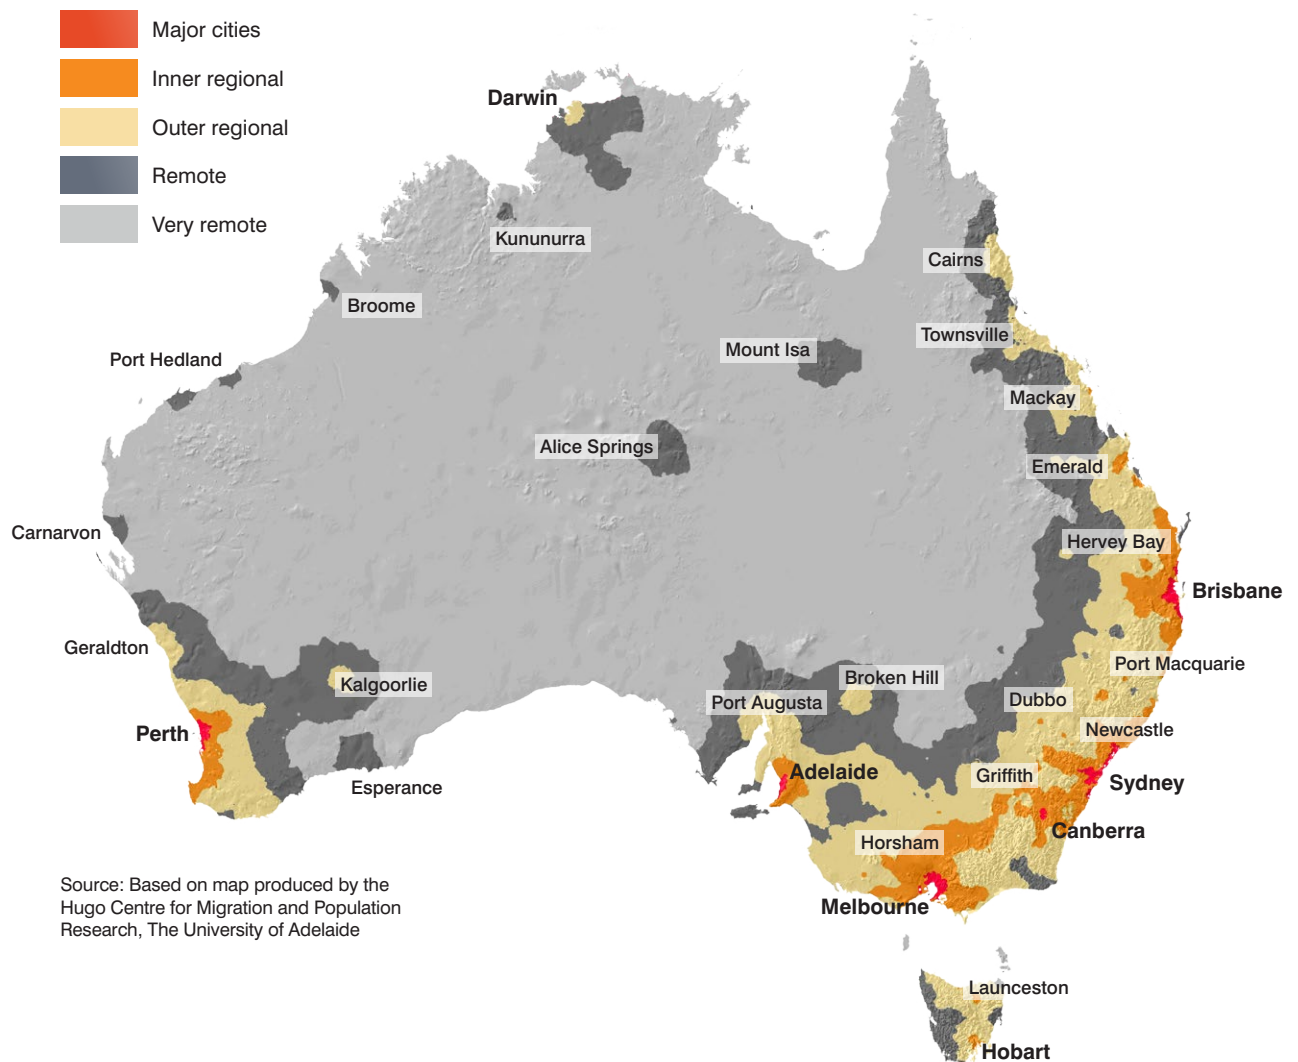 Major cities
Inner regional
Outer regional
Remote
Very remote
Darwin
Kununurra
Cairns
Broome
Townsville
Mount Isa
Port Hedland
Mackay
Alice Springs
Emerald
Carnarvon
Hervey Bay
Brisbane
Geraldton
Port Macquarie
Kalgoorlie
Broken Hill
Port Augusta
Dubbo
Perth
Newcastle
Adelaide
Griffith
Sydney
Esperance
Canberra
Horsham
Melbourne
Source: Based on map produced by the
Hugo Centre for Migration and Population
Research, The University of Adelaide
Launceston
Hobart